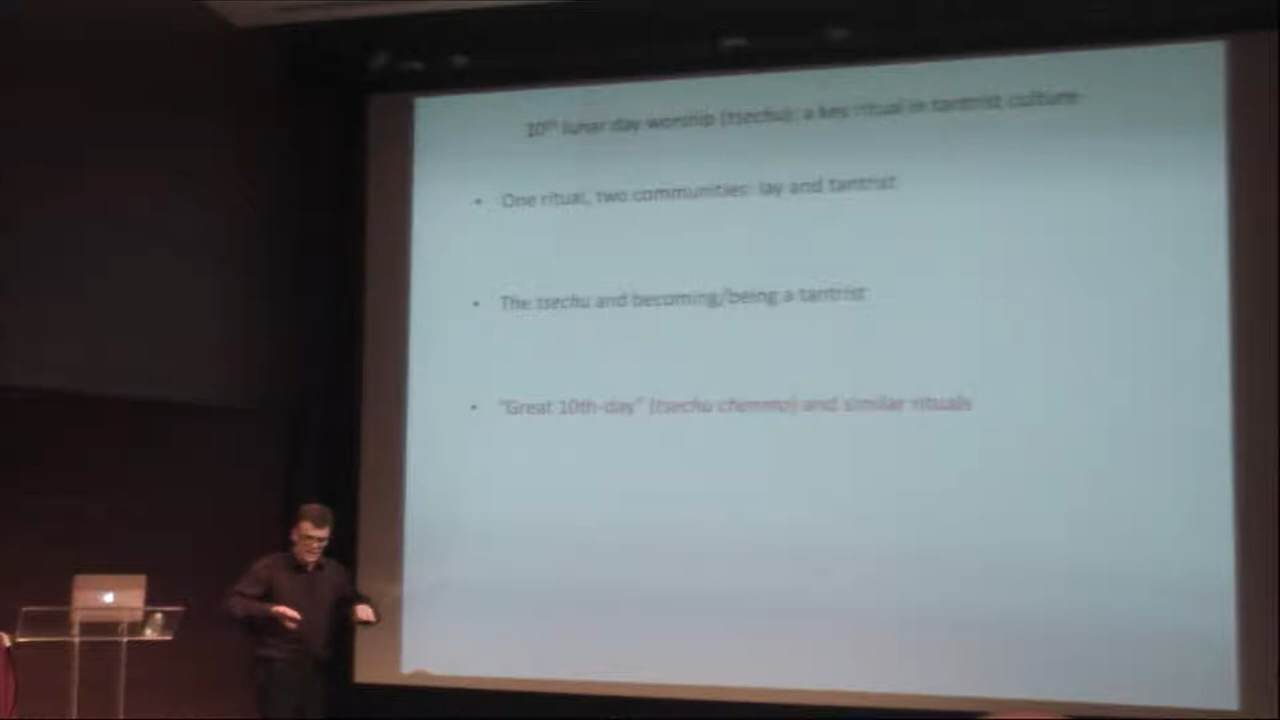 10th lunar day worship (tsechu): a key ritual in tantrist culture
• One ritual, two communities: lay and tantrist
• The tsechu and becoming/being a tantrist
• "Great 10th-day" (tsechu chenmo) and similar rituals